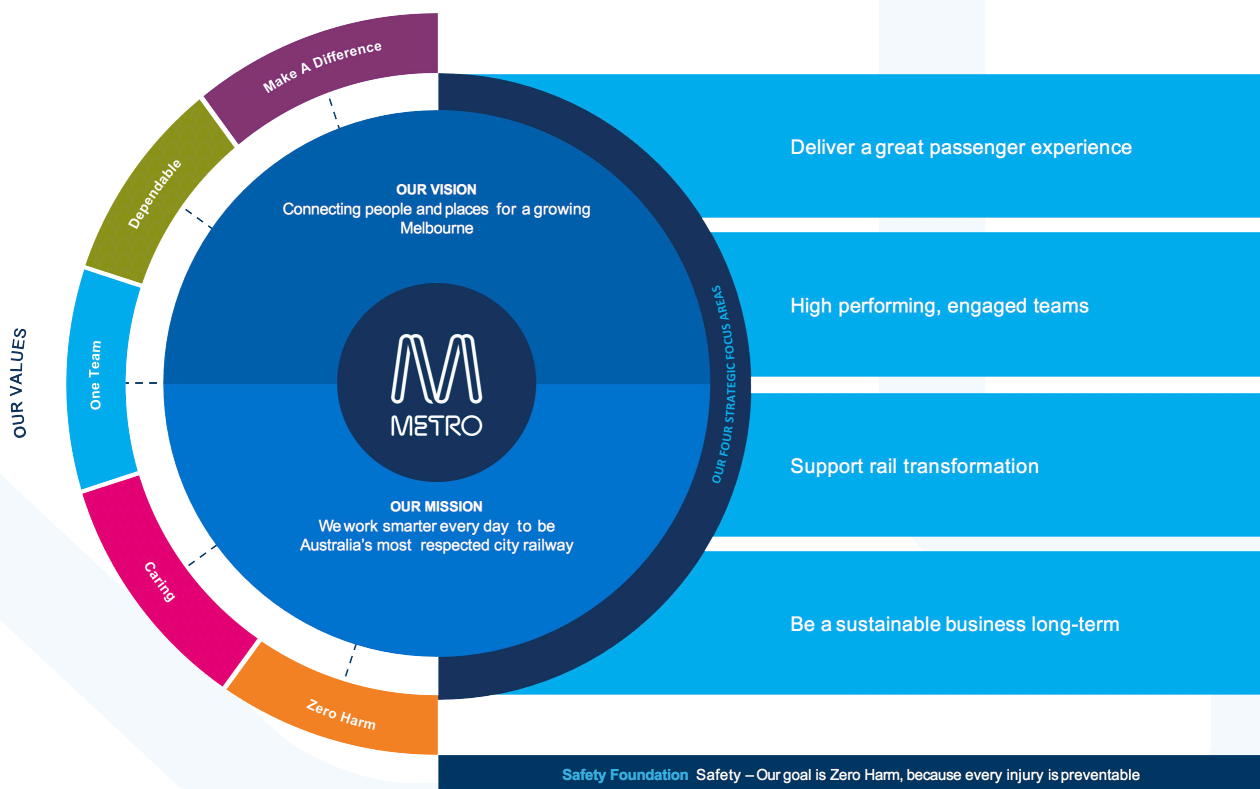 OUR VALUES
Make A Difference
Dependable
One Team
Caring
Zero Harm
OUR VISION
Connecting people and places for a growing
Melbourne
METRO
OUR MISSION
We work smarter every day to be
Australia's most respected city railway
OUR FOUR STRATEGIC FOCUS AREAS
Deliver a great passenger experience
High performing, engaged teams
Support rail transformation
Be a sustainable business long-term
Safety Foundation Safety – Our goal is Zero Harm, because every injury is preventable